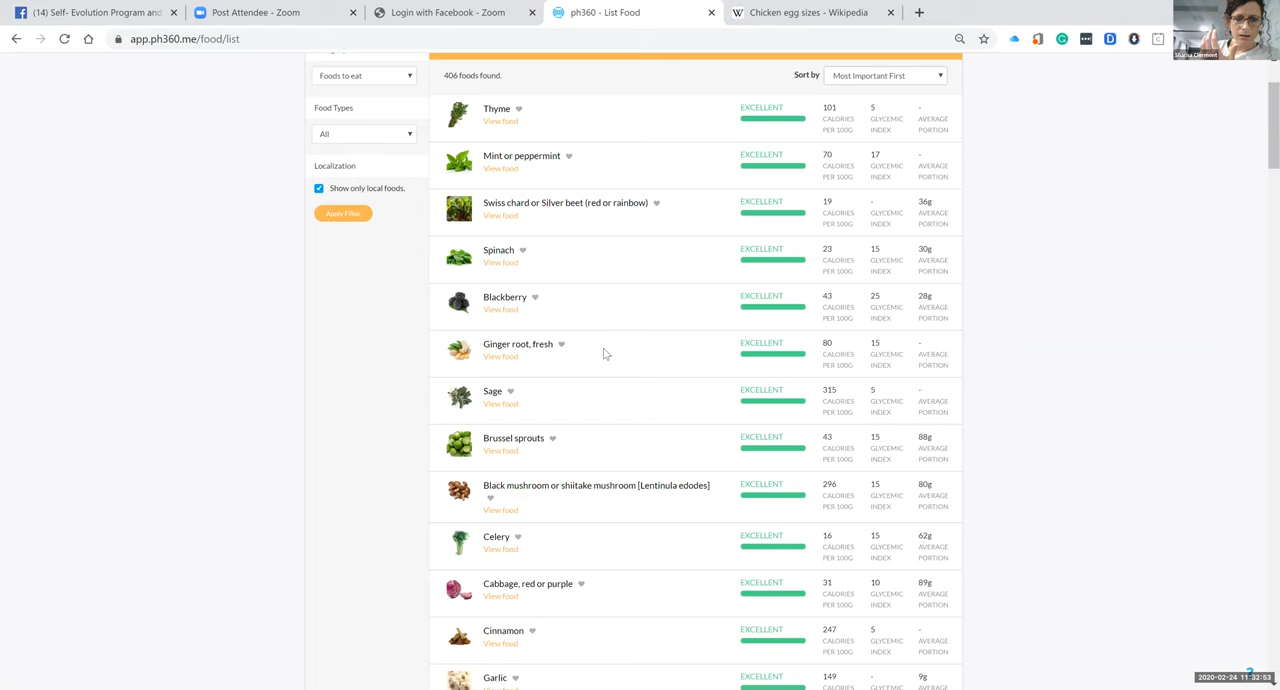 (14) Self- Evolution Program and
Post Attendee - Zoom
Login with Facebook - Zoom
ph360 - List Food
Chicken egg sizes - Wikipedia
app.ph360.me/food/list
Sharna Clermont
Foods to eat
Food Types
All
Localization
Show only local foods.
Apply Filter
406 foods found.
Sort by
Most Important First
Thyme
View food
EXCELLENT
101
CALORIES
PER 100G
5
GLYCEMIC
INDEX
-
AVERAGE
PORTION
Mint or peppermint
View food
EXCELLENT
70
CALORIES
PER 100G
17
GLYCEMIC
INDEX
-
AVERAGE
PORTION
Swiss chard or Silver beet (red or rainbow)
View food
EXCELLENT
19
CALORIES
PER 100G
-
GLYCEMIC
INDEX
36g
AVERAGE
PORTION
Spinach
View food
EXCELLENT
23
CALORIES
PER 100G
15
GLYCEMIC
INDEX
30g
AVERAGE
PORTION
Blackberry
View food
EXCELLENT
43
CALORIES
PER 100G
25
GLYCEMIC
INDEX
28g
AVERAGE
PORTION
Ginger root, fresh
View food
EXCELLENT
80
CALORIES
PER 100G
15
GLYCEMIC
INDEX
-
AVERAGE
PORTION
Sage
View food
EXCELLENT
315
CALORIES
PER 100G
5
GLYCEMIC
INDEX
-
AVERAGE
PORTION
Brussel sprouts
View food
EXCELLENT
43
CALORIES
PER 100G
15
GLYCEMIC
INDEX
88g
AVERAGE
PORTION
Black mushroom or shiitake mushroom [Lentinula edodes]
View food
EXCELLENT
296
CALORIES
PER 100G
15
GLYCEMIC
INDEX
80g
AVERAGE
PORTION
Celery
View food
EXCELLENT
16
CALORIES
PER 100G
15
GLYCEMIC
INDEX
62g
AVERAGE
PORTION
Cabbage, red or purple
View food
EXCELLENT
31
CALORIES
PER 100G
10
GLYCEMIC
INDEX
89g
AVERAGE
PORTION
Cinnamon
View food
EXCELLENT
247
CALORIES
PER 100G
5
GLYCEMIC
INDEX
-
AVERAGE
PORTION
Garlic
EXCELLENT
149
CALORIES
-
GLYCEMIC
9g
AVERAGE
2020-02-24 11:32:53